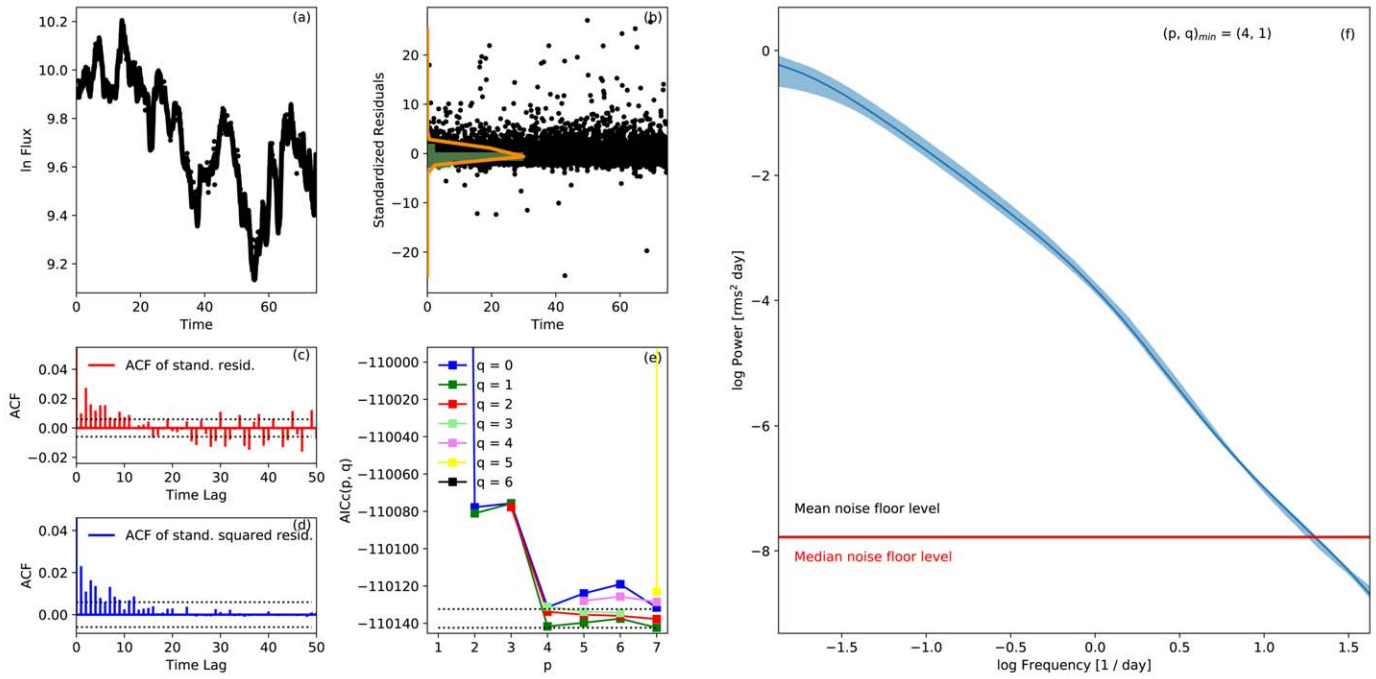 (a)
10.2
10.0
9.8
9.6
9.4
9.2
ln Flux
0
20
40
60
Time
(b)
20
10
0
−10
−20
Standardized Residuals
0
20
40
60
Time
(c)
ACF of stand. resid.
0.04
0.02
0.00
−0.02
ACF
0
10
20
30
40
50
Time Lag
(d)
ACF of stand. squared resid.
0.04
0.02
0.00
ACF
0
10
20
30
40
50
Time Lag
(e)
−110000
−110020
−110040
−110060
−110080
−110100
−110120
−110140
AICc(p, q)
q = 0
q = 1
q = 2
q = 3
q = 4
q = 5
q = 6
1
2
3
4
5
6
7
p
(p, q)min = (4, 1)
(f)
0
−2
−4
−6
−8
log Power [rms² day]
Mean noise floor level
Median noise floor level
−1.5
−1.0
−0.5
0.0
0.5
1.0
1.5
log Frequency [1 / day]